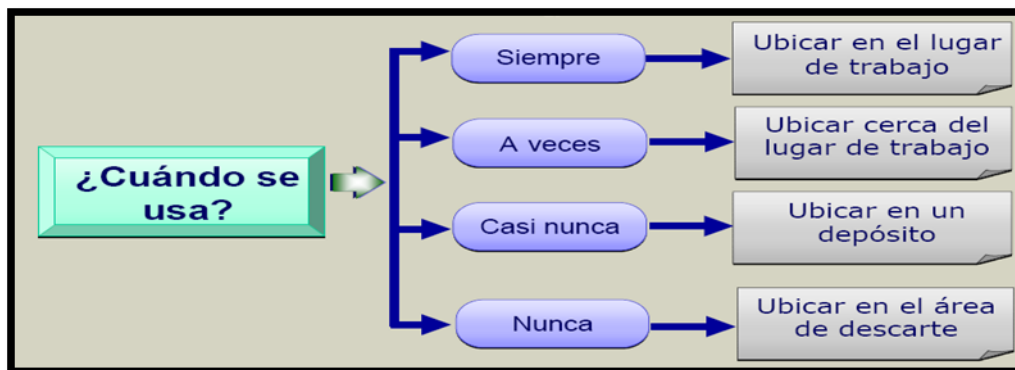 ¿Cuándo se
usa?
Siempre
Ubicar en el lugar
de trabajo
A veces
Ubicar cerca del
lugar de trabajo
Casi nunca
Ubicar en un
depósito
Nunca
Ubicar en el área
de descarte